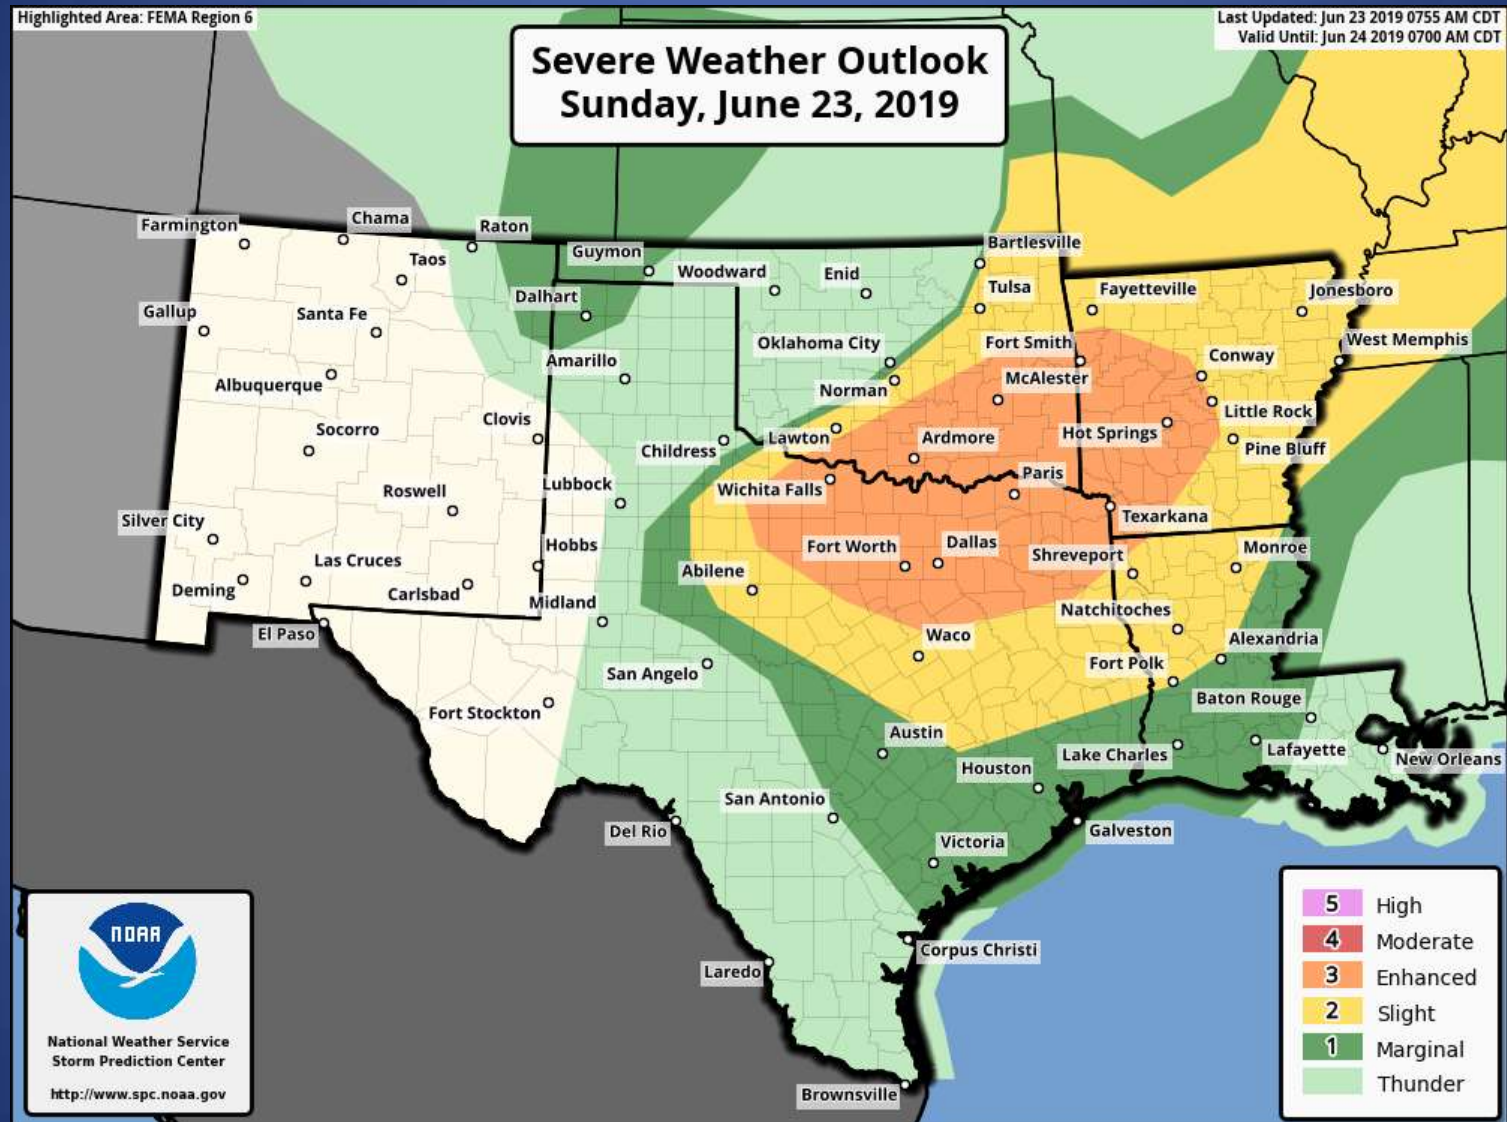 Highlighted Area: FEMA Region 6
Last Updated: Jun 23 2019 0755 AM CDT
Valid Until: Jun 24 2019 0700 AM CDT
Severe Weather Outlook
Sunday, June 23, 2019
Farmington
Chama
Raton
Taos
Guymon
Woodward
Enid
Bartlesville
Tulsa
Fayetteville
Jonesboro
Gallup
Santa Fe
Dalhart
Oklahoma City
Fort Smith
Conway
West Memphis
Albuquerque
Amarillo
Norman
McAlester
Little Rock
Socorro
Clovis
Childress
Lawton
Ardmore
Hot Springs
Pine Bluff
Roswell
Lubbock
Wichita Falls
Paris
Texarkana
Silver City
Las Cruces
Hobbs
Fort Worth
Dallas
Shreveport
Monroe
Deming
Carlsbad
Midland
Abilene
Natchitoches
El Paso
San Angelo
Waco
Fort Polk
Alexandria
Fort Stockton
Austin
Baton Rouge
Houston
Lake Charles
Lafayette
New Orleans
San Antonio
Del Rio
Victoria
Galveston
Laredo
Corpus Christi
Brownsville
NOAA
National Weather Service
Storm Prediction Center
http://www.spc.noaa.gov
5 High
4 Moderate
3 Enhanced
2 Slight
1 Marginal
Thunder